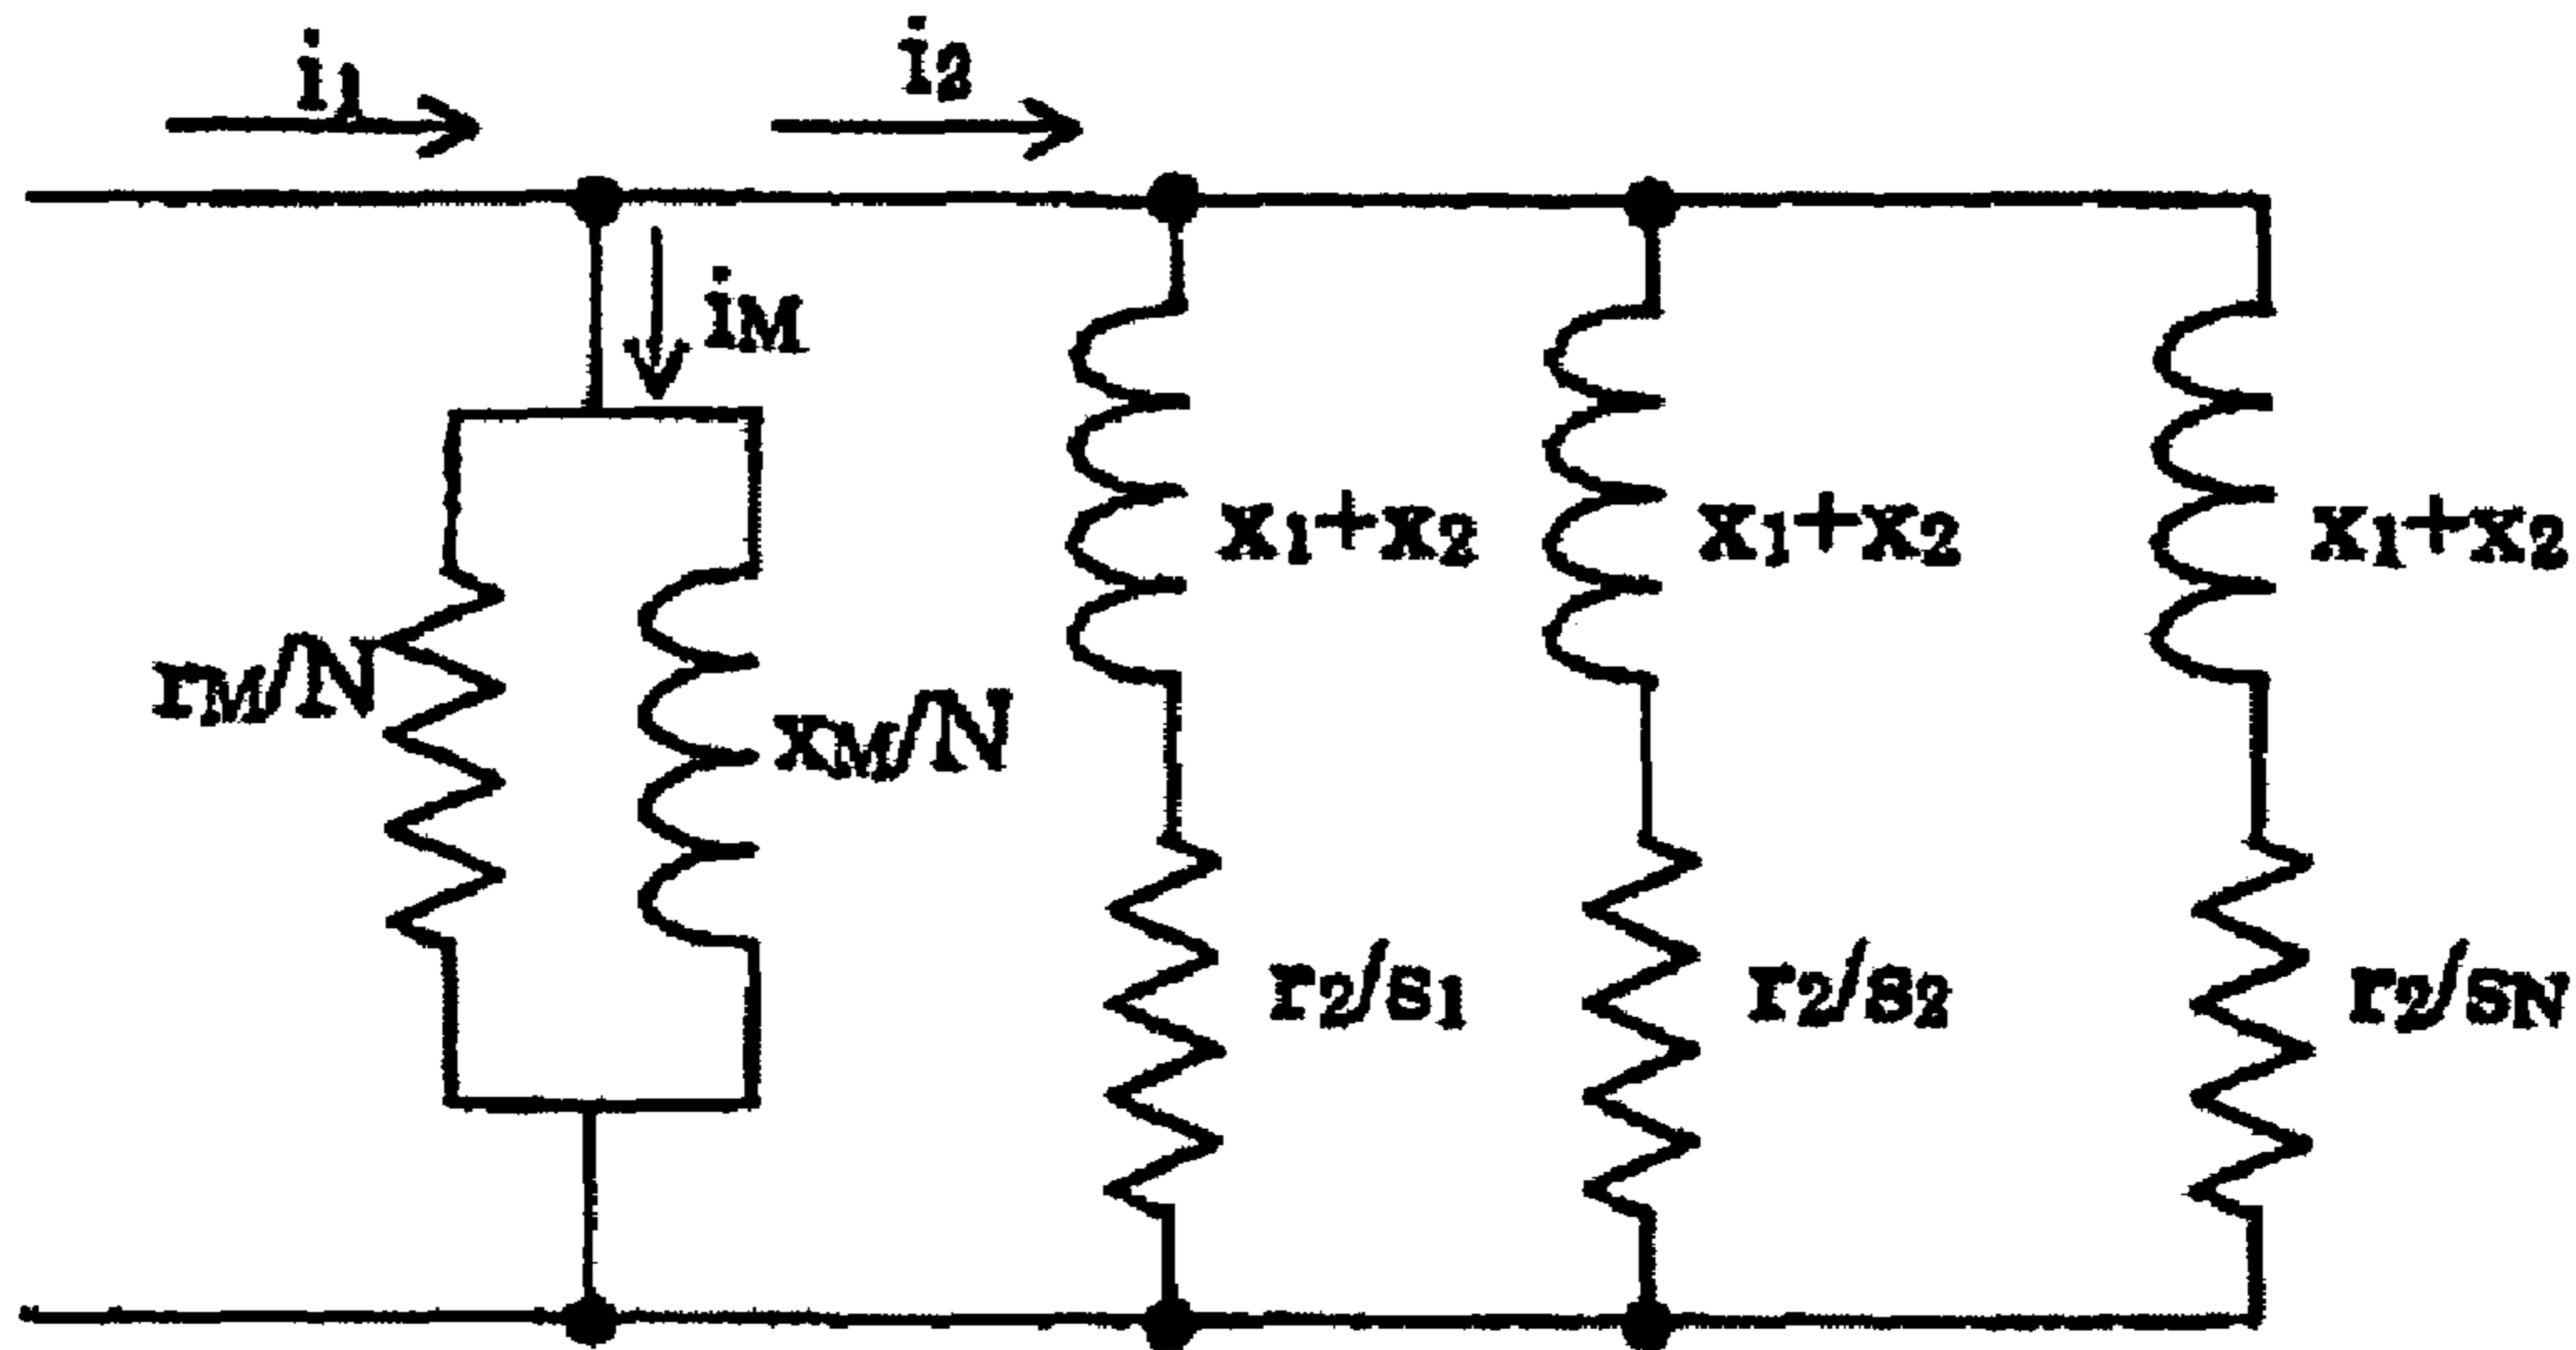 i₁
i₂
iM
rM/N
xM/N
x₁+x₂
x₁+x₂
x₁+x₂
r₂/s₁
r₂/s₂
r₂/sN